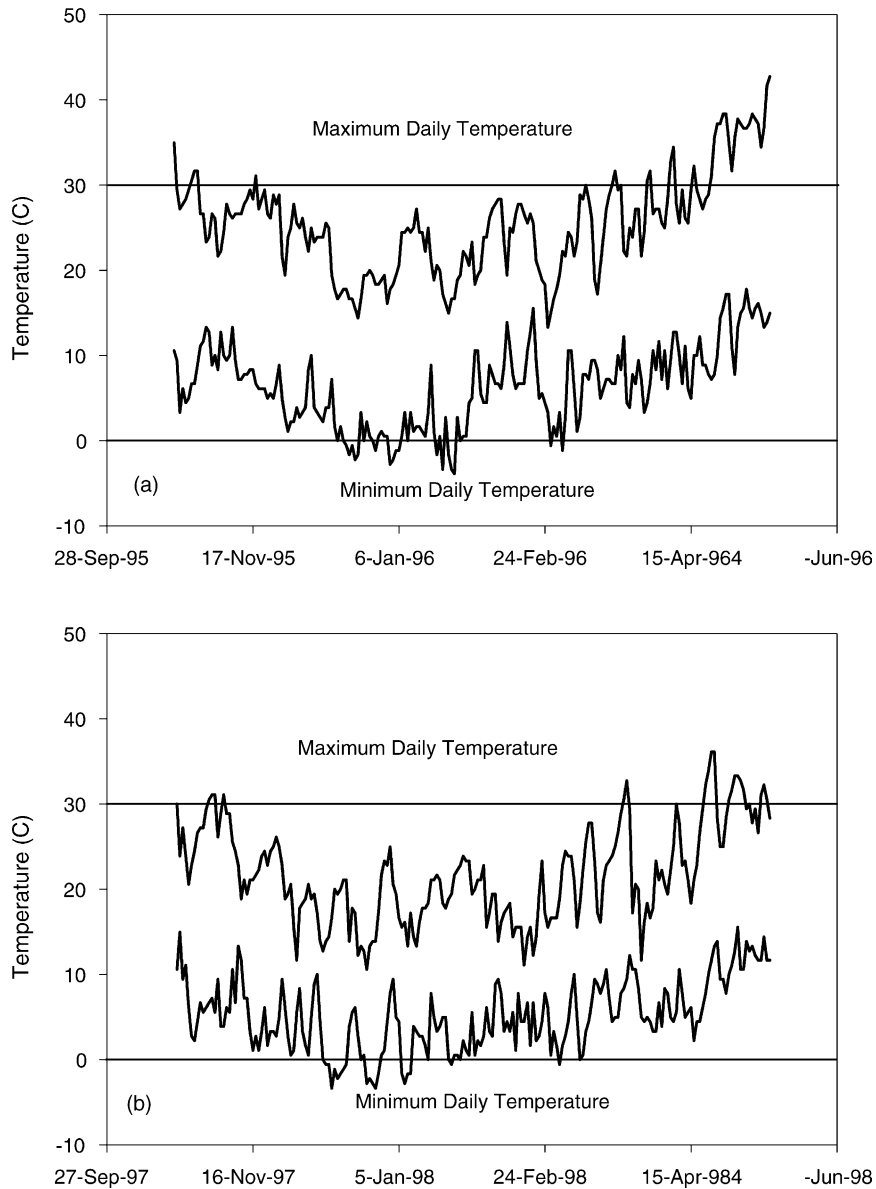 50
40
Maximum Daily Temperature
30
Temperature (C)
20
10
0
(a)
Minimum Daily Temperature
-10
28-Sep-95 17-Nov-95 6-Jan-96 24-Feb-96 15-Apr-964 -Jun-96
50
40
Maximum Daily Temperature
30
Temperature (C)
20
10
0
(b)
Minimum Daily Temperature
-10
27-Sep-97 16-Nov-97 5-Jan-98 24-Feb-98 15-Apr-984 -Jun-98